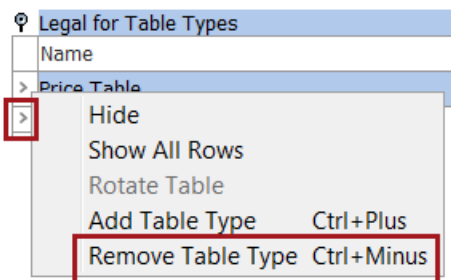 Legal for Table Types
Name
Price Table
Hide
Show All Rows
Rotate Table
Add Table Type Ctrl+Plus
Remove Table Type Ctrl+Minus